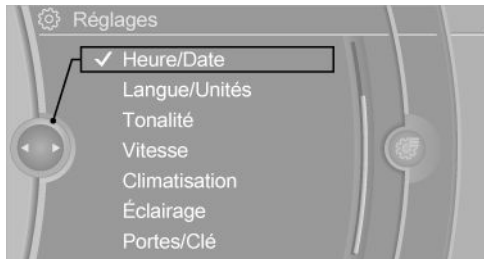 Réglages
Heure/Date
Langue/Unités
Tonalité
Vitesse
Climatisation
Éclairage
Portes/Clé